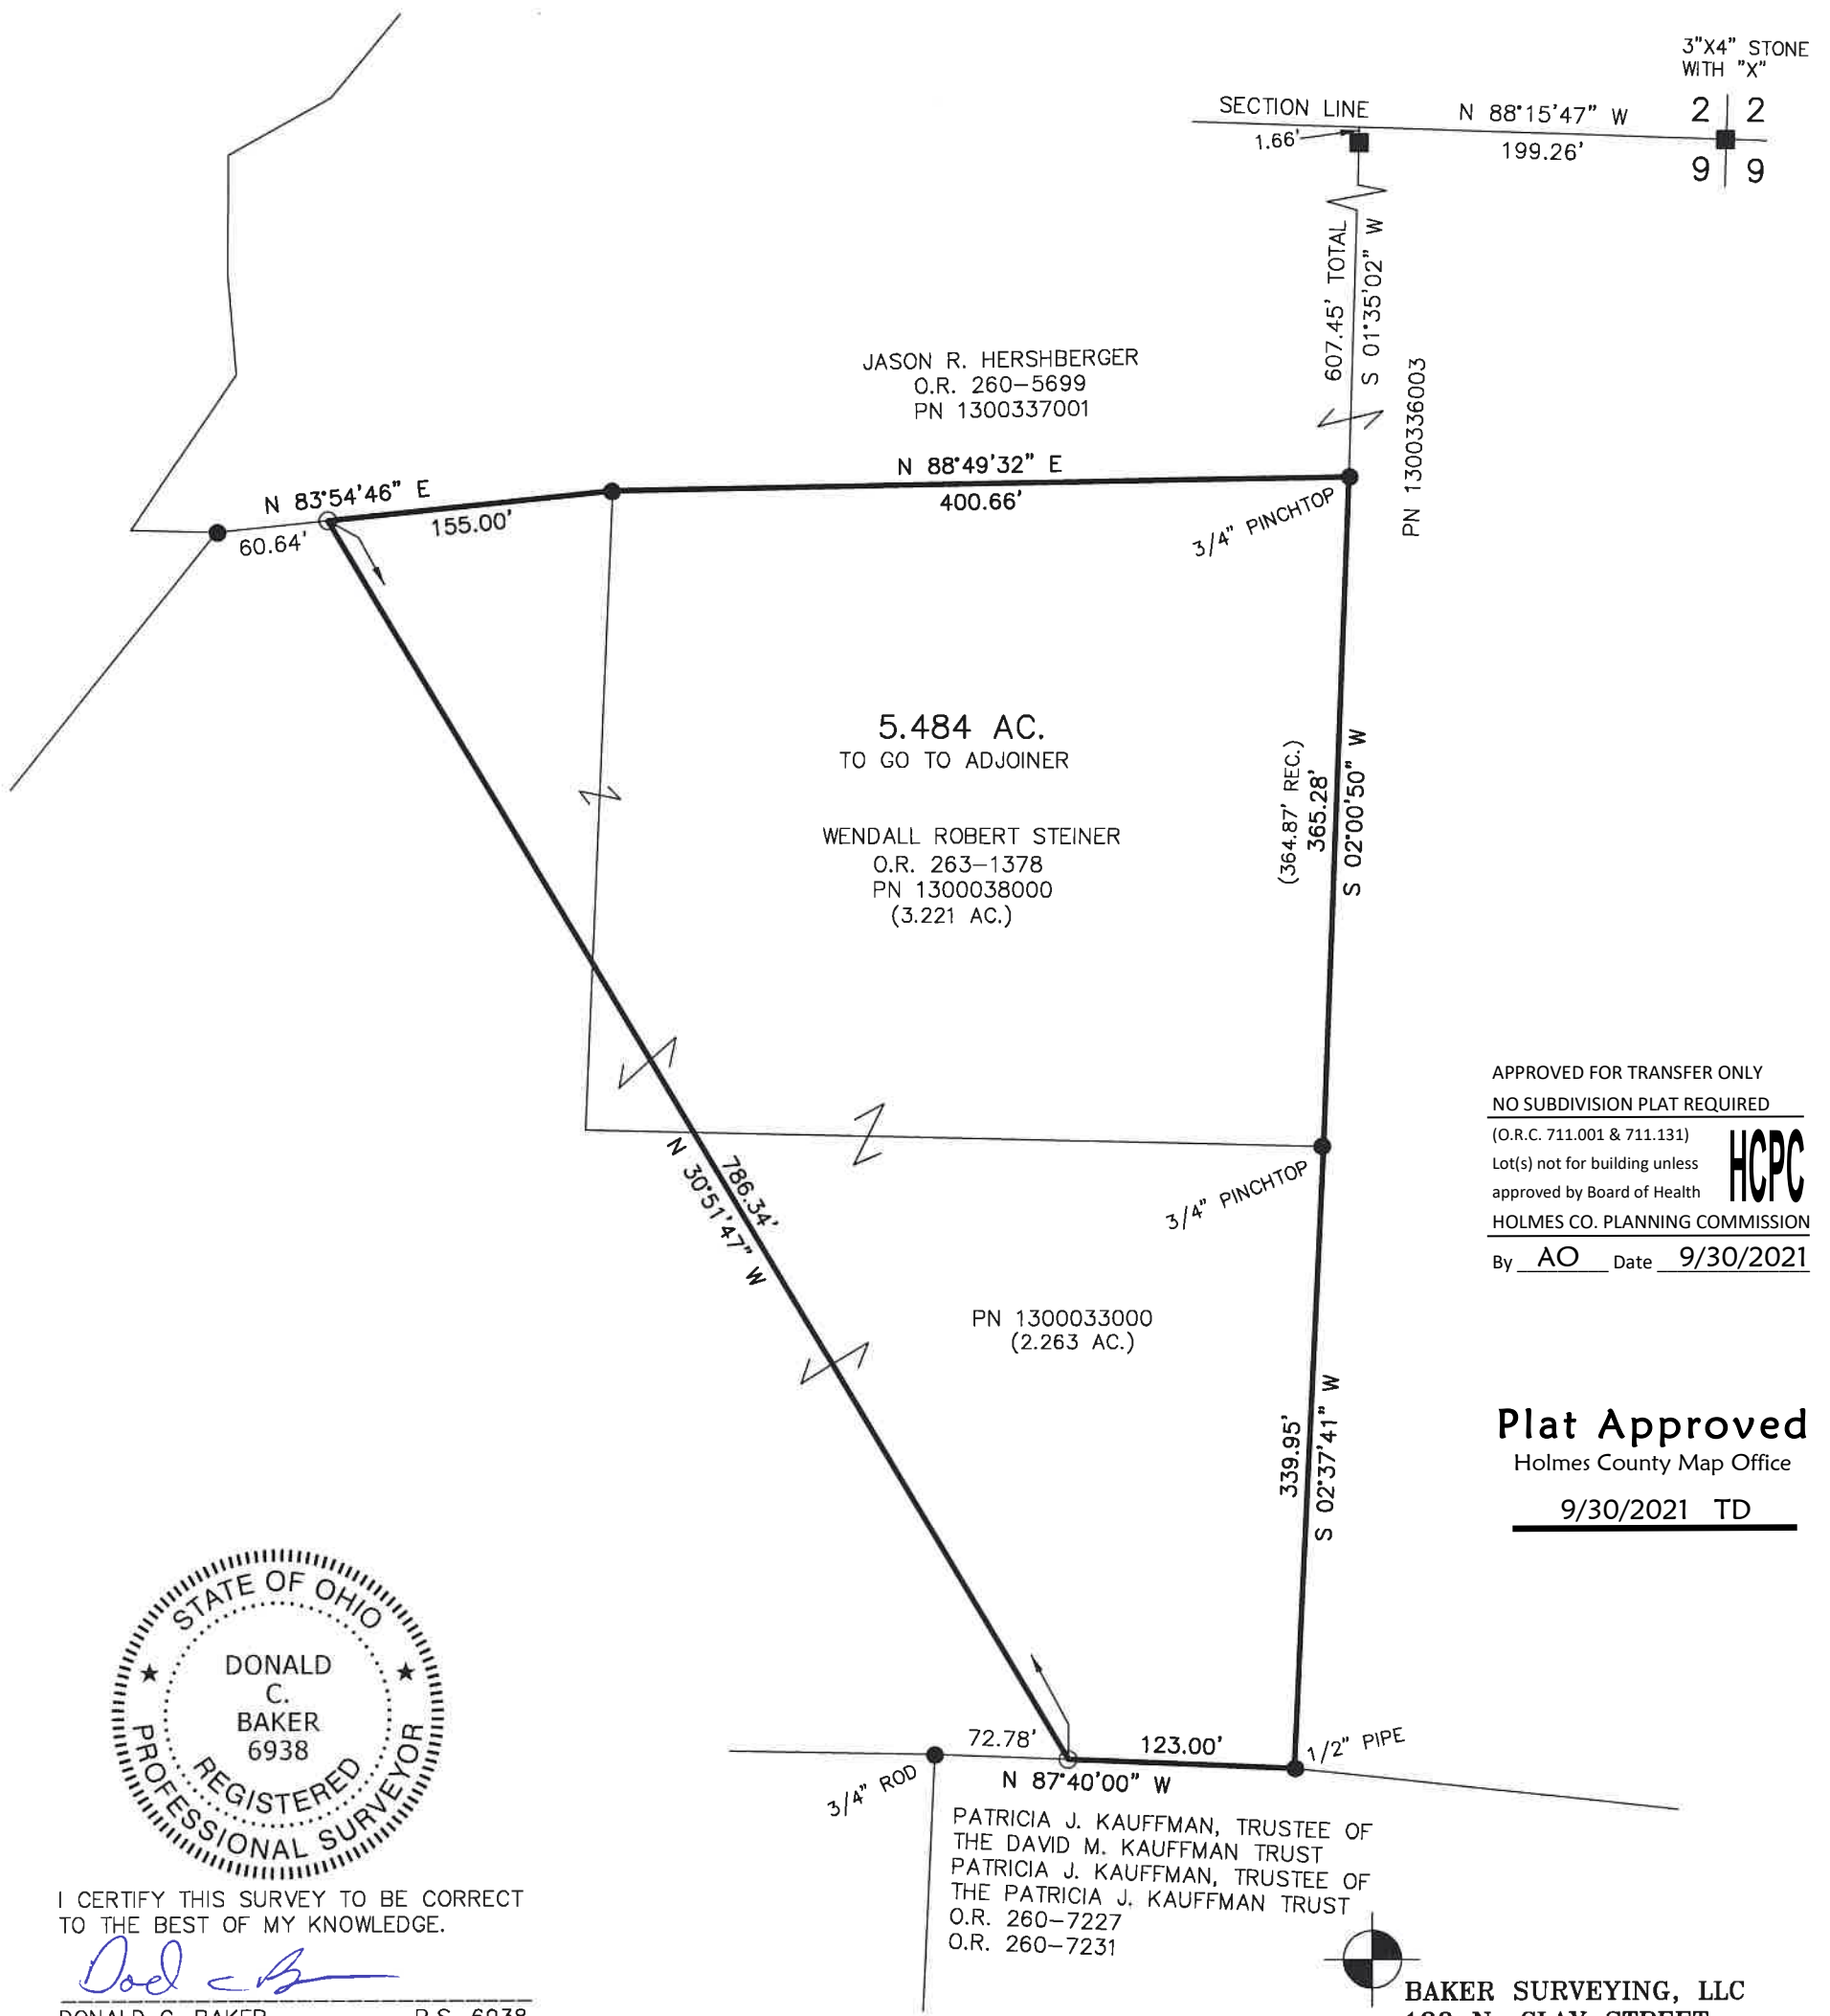 3"X4" STONE
WITH "X"
SECTION LINE
N 88°15'47" W
2 2
1.66'
199.26'
9 9
607.45' TOTAL
S 01°35'02" W
PN 1300336003
JASON R. HERSHBERGER
O.R. 260-5699
PN 1300337001
N 83°54'46" E
N 88°49'32" E
60.64'
155.00'
400.66'
3/4" PINCHTOP
5.484 AC.
TO GO TO ADJOINER
(364.87' REC.)
365.28'
S 02°00'50" W
WENDALL ROBERT STEINER
O.R. 263-1378
PN 1300038000
(3.221 AC.)
APPROVED FOR TRANSFER ONLY
NO SUBDIVISION PLAT REQUIRED
(O.R.C. 711.001 & 711.131)
Lot(s) not for building unless
approved by Board of Health
HCPC
HOLMES CO. PLANNING COMMISSION
By AO Date 9/30/2021
786.34'
N 30°51'47" W
3/4" PINCHTOP
PN 1300033000
(2.263 AC.)
339.95'
S 02°37'41" W
Plat Approved
Holmes County Map Office
9/30/2021 TD
STATE OF OHIO
DONALD
C.
BAKER
6938
REGISTERED
PROFESSIONAL SURVEYOR
72.78'
123.00'
1/2" PIPE
3/4" ROD
N 87°40'00" W
PATRICIA J. KAUFFMAN, TRUSTEE OF
THE DAVID M. KAUFFMAN TRUST
PATRICIA J. KAUFFMAN, TRUSTEE OF
THE PATRICIA J. KAUFFMAN TRUST
O.R. 260-7227
O.R. 260-7231
I CERTIFY THIS SURVEY TO BE CORRECT
TO THE BEST OF MY KNOWLEDGE.
DONALD C. BAKER P.S. 6938
BAKER SURVEYING, LLC